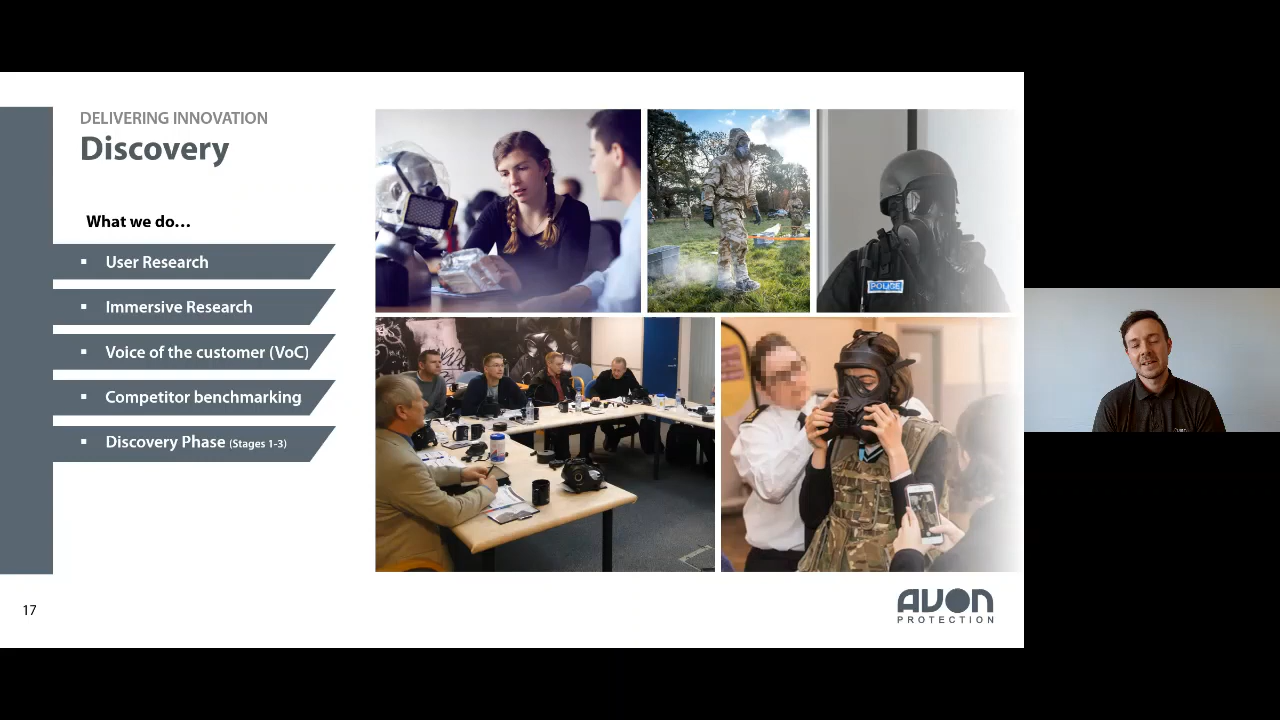 DELIVERING INNOVATION
Discovery
What we do...
▪ User Research
▪ Immersive Research
▪ Voice of the customer (VoC)
▪ Competitor benchmarking
▪ Discovery Phase (Stages 1-3)
POLICE
17
AVON
PROTECTION